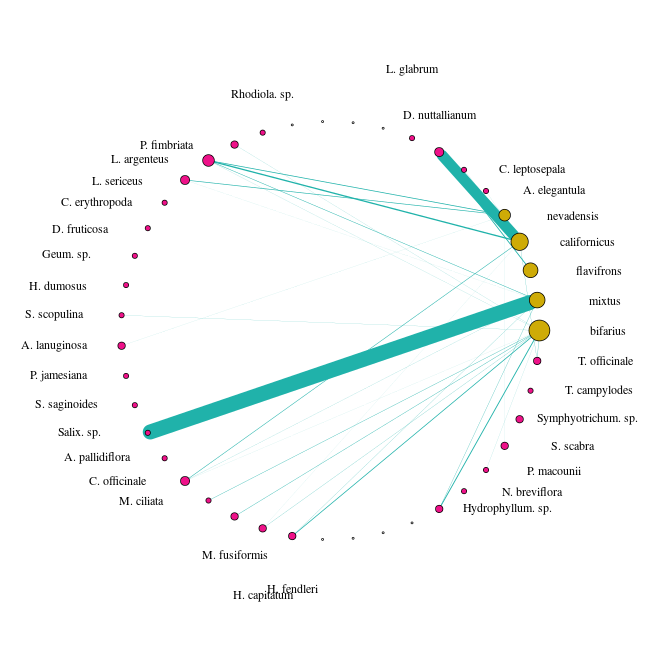 L. glabrum
Rhodiola. sp.
D. nuttallianum
P. fimbriata
L. argenteus
C. leptosepala
L. sericeus
A. elegantula
C. erythropoda
nevadensis
D. fruticosa
californicus
Geum. sp.
flavifrons
H. dumosus
mixtus
S. scopulina
bifarius
A. lanuginosa
T. officinale
P. jamesiana
T. campylodes
S. saginoides
Symphyotrichum. sp.
Salix. sp.
S. scabra
A. pallidiflora
P. macounii
C. officinale
N. breviflora
M. ciliata
Hydrophyllum. sp.
M. fusiformis
H. fendleri
H. capitatum